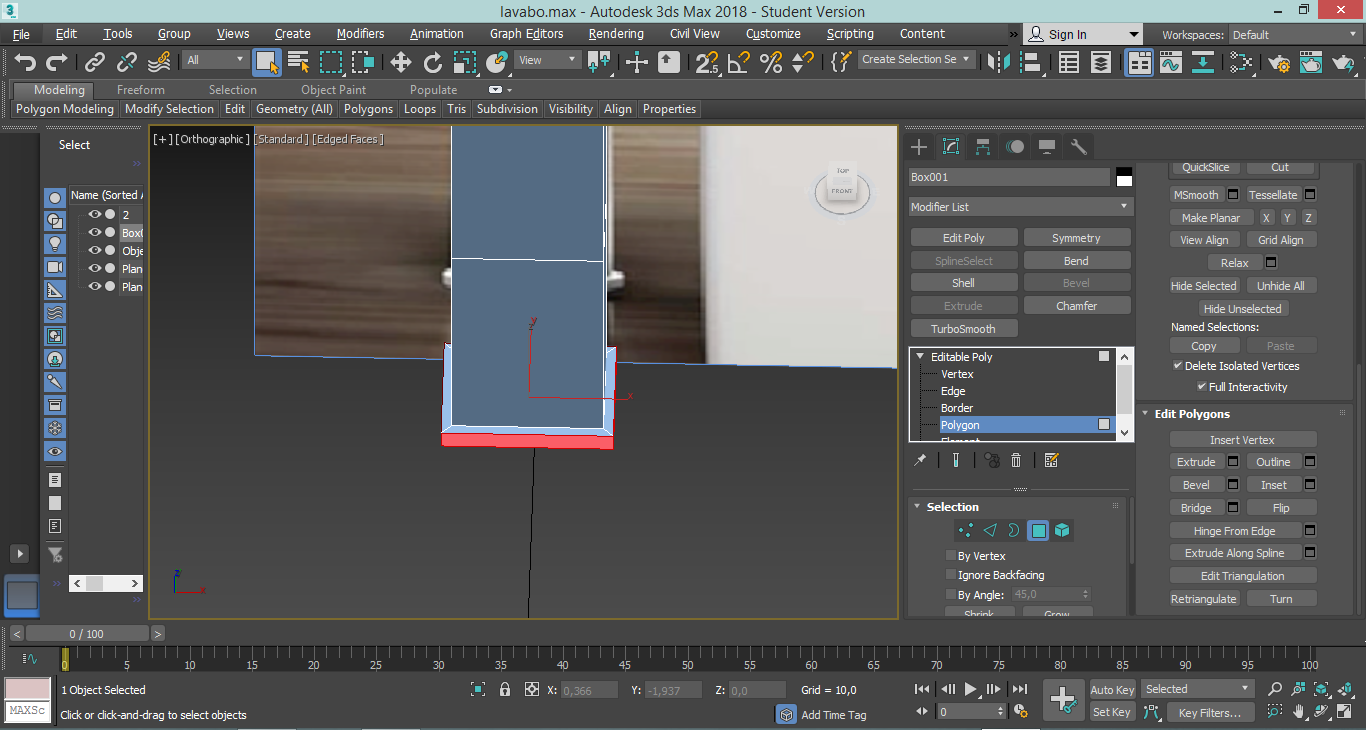 lavabo.max - Autodesk 3ds Max 2018 - Student Version
File Edit Tools Group Views Create Modifiers Animation Graph Editors Rendering Civil View Customize Scripting Content » Sign In Workspaces: Default
All View Create Selection Se
Modeling Freeform Selection Object Paint Populate
Polygon Modeling Modify Selection Edit Geometry (All) Polygons Loops Tris Subdivision Visibility Align Properties
Select
Name (Sorted A
2
Box0
Obje
Plan
Plan
[+] [Orthographic] [Standard] [Edged Faces]
TOP
FRONT
y
z
x
z
x
Box001
Modifier List
Edit Poly Symmetry
SplineSelect Bend
Shell Bevel
Extrude Chamfer
TurboSmooth
Editable Poly
Vertex
Edge
Border
Polygon
Element
Selection
By Vertex
Ignore Backfacing
By Angle: 45,0
Shrink Grow
QuickSlice Cut
MSmooth Tessellate
Make Planar X Y Z
View Align Grid Align
Relax
Hide Selected Unhide All
Hide Unselected
Named Selections:
Copy Paste
Delete Isolated Vertices
Full Interactivity
Edit Polygons
Insert Vertex
Extrude Outline
Bevel Inset
Bridge Flip
Hinge From Edge
Extrude Along Spline
Edit Triangulation
Retriangulate Turn
< 0 / 100 >
0 5 10 15 20 25 30 35 40 45 50 55 60 65 70 75 80 85 90 95 100
MAXSc
1 Object Selected
Click or click-and-drag to select objects
X: 0,366 Y: -1,937 Z: 0,0 Grid = 10,0
Add Time Tag
0
Auto Key Selected
Set Key Key Filters...